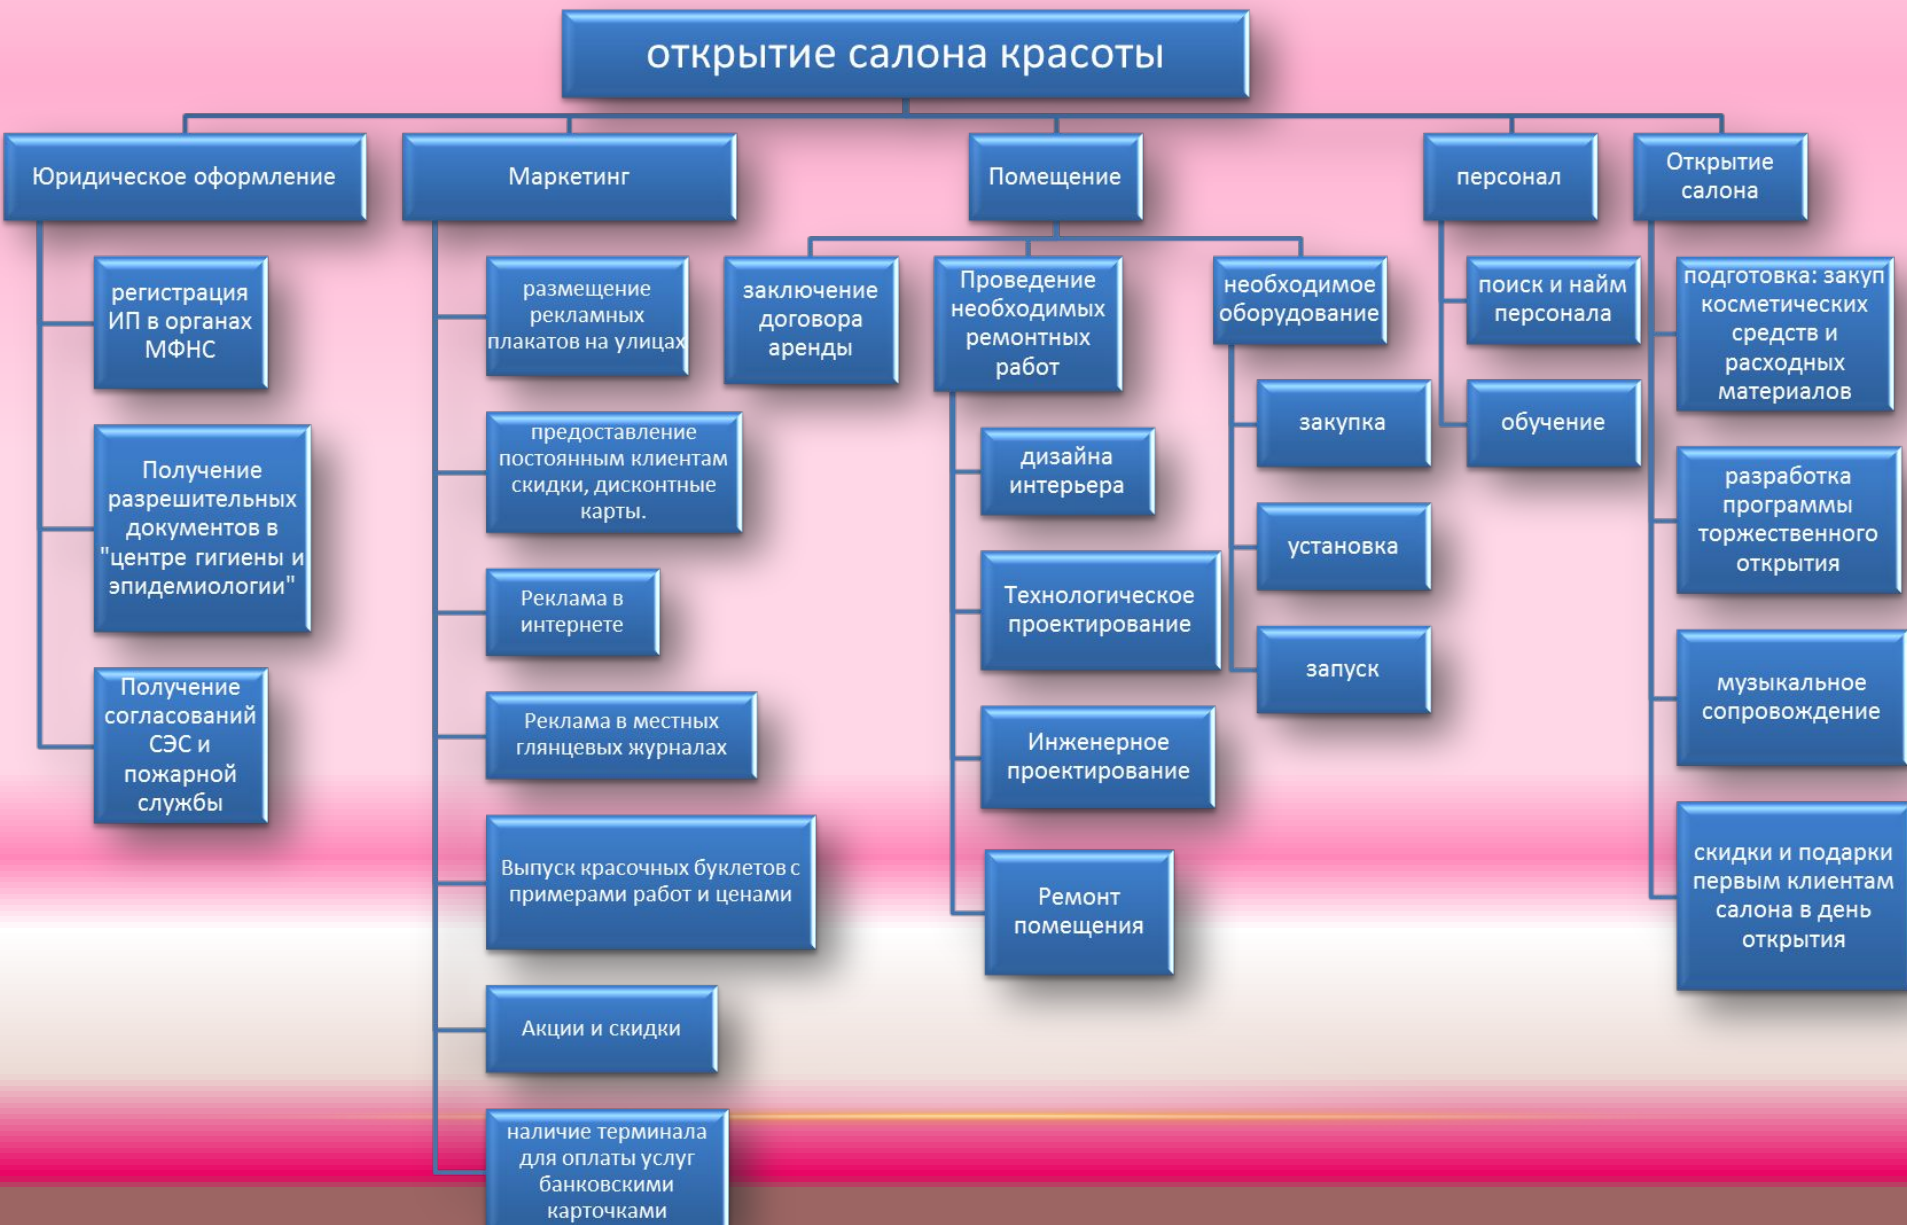 открытие салона красоты
Юридическое оформление
регистрация
ИП в органах
МФНС
Получение
разрешительных
документов в
"центре гигиены и
эпидемиологии"
Получение
согласований
СЭС и
пожарной
службы
Маркетинг
размещение
рекламных
плакатов на улицах
предоставление
постоянным клиентам
скидки, дисконтные
карты.
Реклама в
интернете
Реклама в местных
глянцевых журналах
Выпуск красочных буклетов с
примерами работ и ценами
Акции и скидки
наличие терминала
для оплаты услуг
банковскими
карточками
Помещение
заключение
договора
аренды
Проведение
необходимых
ремонтных
работ
дизайна
интерьера
Технологическое
проектирование
Инженерное
проектирование
Ремонт
помещения
необходимое
оборудование
закупка
установка
запуск
персонал
поиск и найм
персонала
обучение
Открытие
салона
подготовка: закуп
косметических
средств и
расходных
материалов
разработка
программы
торжественного
открытия
музыкальное
сопровождение
скидки и подарки
первым клиентам
салона в день
открытия